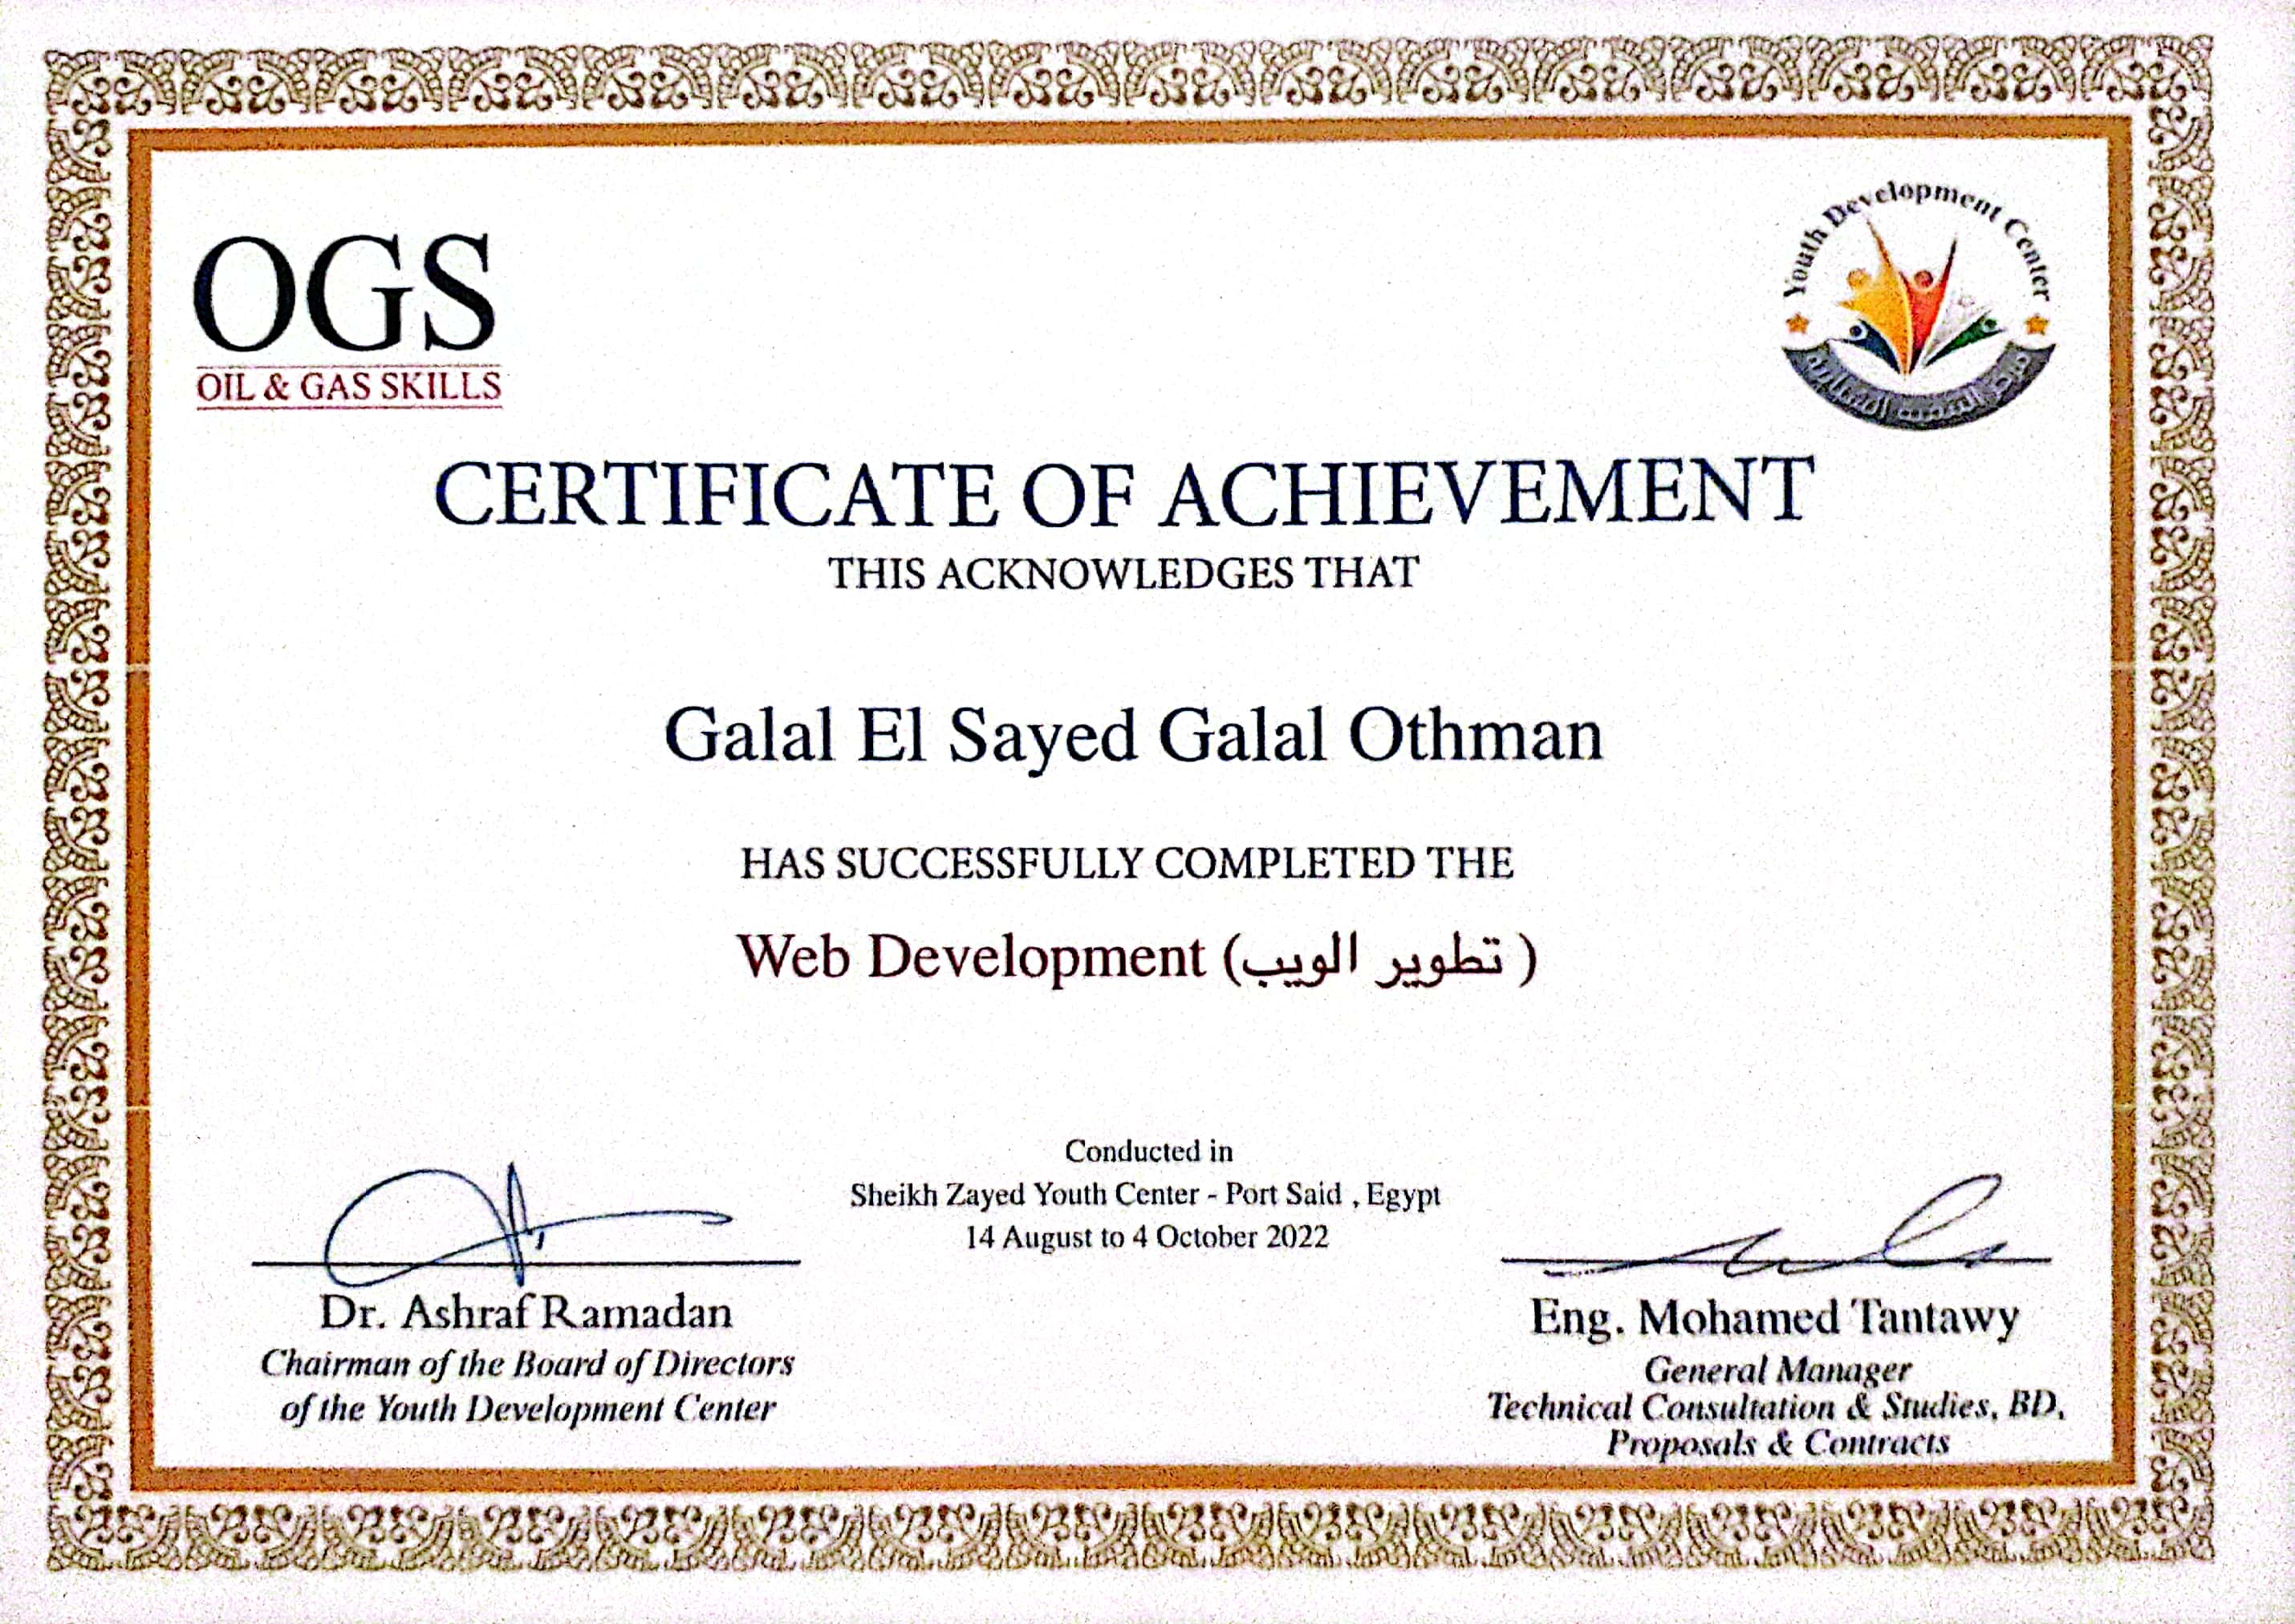 OGS
OIL & GAS SKILLS
Youth Development Center
مركز التنمية الشبابية
CERTIFICATE OF ACHIEVEMENT
THIS ACKNOWLEDGES THAT
Galal El Sayed Galal Othman
HAS SUCCESSFULLY COMPLETED THE
Web Development (تطوير الويب )
Conducted in
Sheikh Zayed Youth Center - Port Said , Egypt
14 August to 4 October 2022
Dr. Ashraf Ramadan
Chairman of the Board of Directors
of the Youth Development Center
Eng. Mohamed Tantawy
General Manager
Technical Consultation & Studies, BD,
Proposals & Contracts